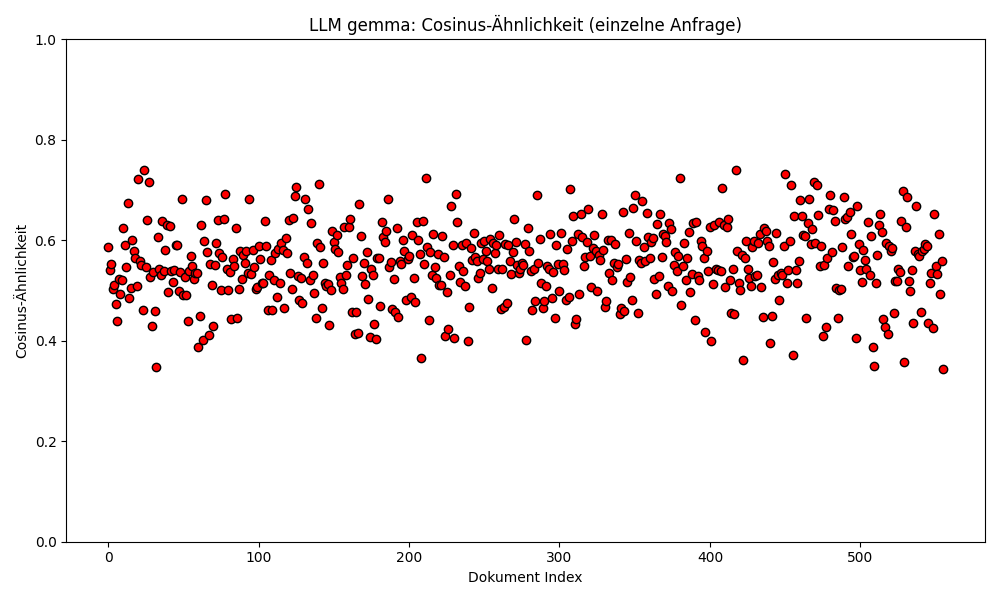 LLM gemma: Cosinus-Ähnlichkeit (einzelne Anfrage)
1.0
0.8
0.6
0.4
0.2
0.0
Cosinus-Ähnlichkeit
0 100 200 300 400 500
Dokument Index